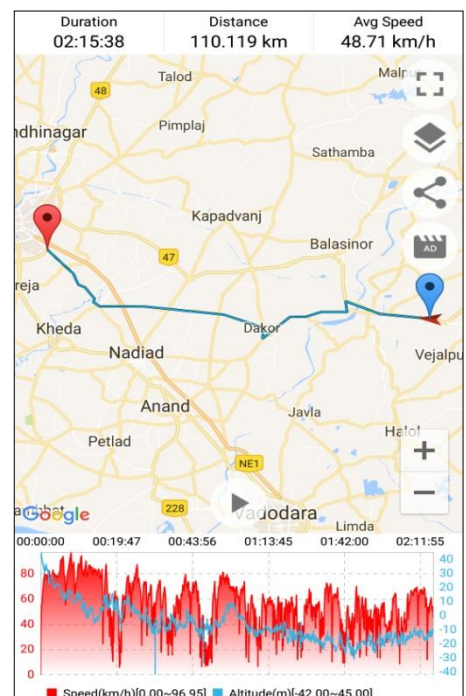 Duration Distance Avg Speed
02:15:38 110.119 km 48.71 km/h
Talod
48
ndhinagar
Pimplaj
Sathamba
Kapadvanj
AD
Balasinor
47
reja
Kheda
Dakor
Nadiad
Vejalpu
Anand
Javla
Petlad
Halol
NE1
228
Google
Vadodara
Limda
00:00:00 00:19:47 00:43:56 01:13:45 01:42:00 02:11:55
80 60 40 20 0
40 30 20 10 0 -10 -20 -30 -40
Speed(km/h)[0.00~96.95] Altitude(m)[-42.00~45.00]